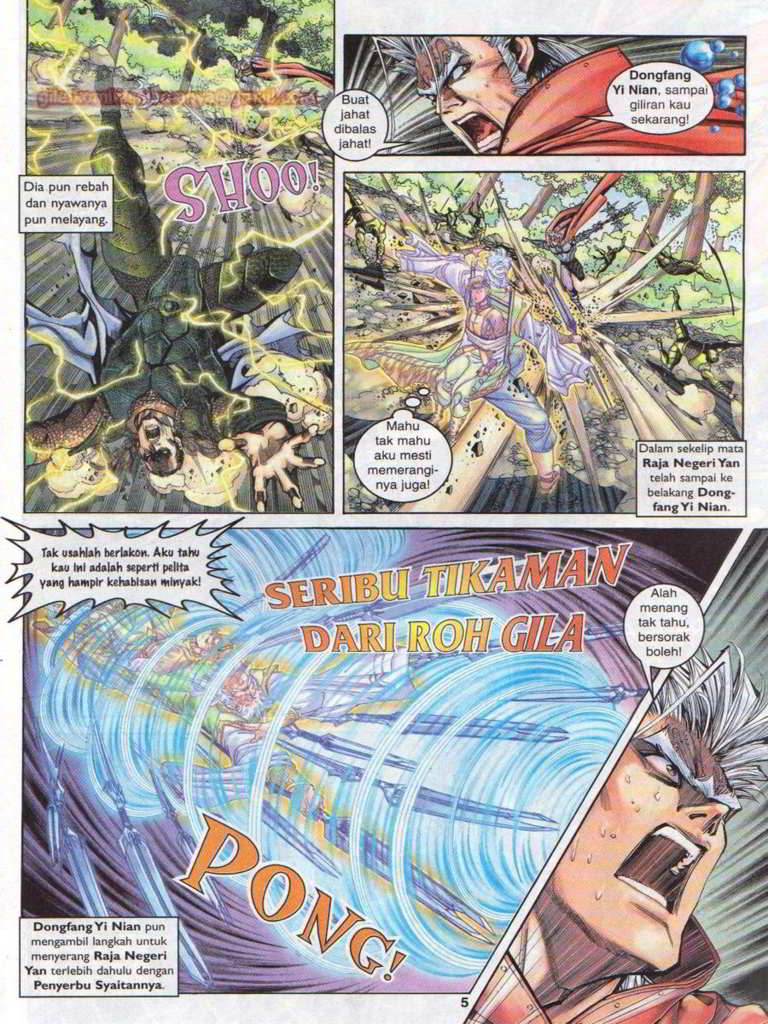 Dia pun rebah
dan nyawanya
pun melayang.
SHOO!
Buat
jahat
dibalas
jahat!
Dongfang
Yi Nian, sampai
giliran kau
sekarang!
Mahu
tak mahu
aku mesti
memerangi-
nya juga!
Dalam sekelip mata
Raja Negeri Yan
telah sampai ke
belakang Dong-
fang Yi Nian.
Tak usahlah berlakon. Aku tahu
kau ini adalah seperti pelita
yang hampir kehabisan minyak!
SERIBU TIKAMAN
DARI ROH GILA
Alah
menang
tak tahu,
bersorak
boleh!
PONG!
Dongfang Yi Nian pun
mengambil langkah untuk
menyerang Raja Negeri
Yan terlebih dahulu dengan
Penyerbu Syaitannya.
5